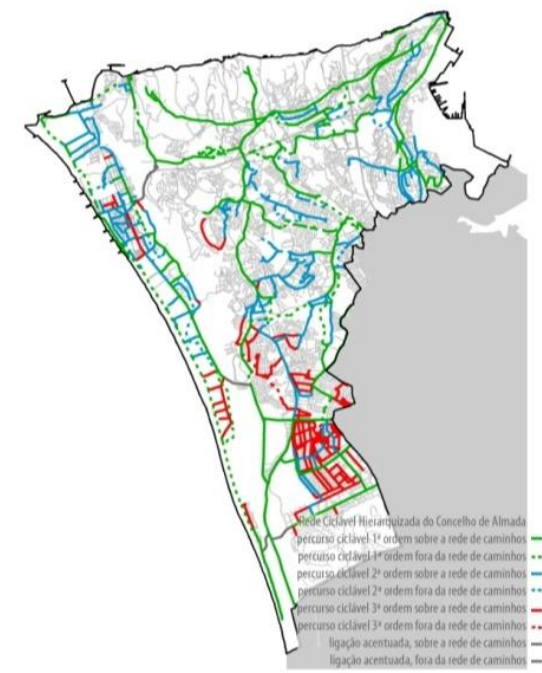 Rede Ciclável Hierarquizada do Concelho de Almada
percurso ciclável 1ª ordem sobre a rede de caminhos
percurso ciclável 1ª ordem fora da rede de caminhos
percurso ciclável 2ª ordem sobre a rede de caminhos
percurso ciclável 2ª ordem fora da rede de caminhos
percurso ciclável 3ª ordem sobre a rede de caminhos
percurso ciclável 3ª ordem fora da rede de caminhos
ligação acentuada, sobre a rede de caminhos
ligação acentuada, fora da rede de caminhos